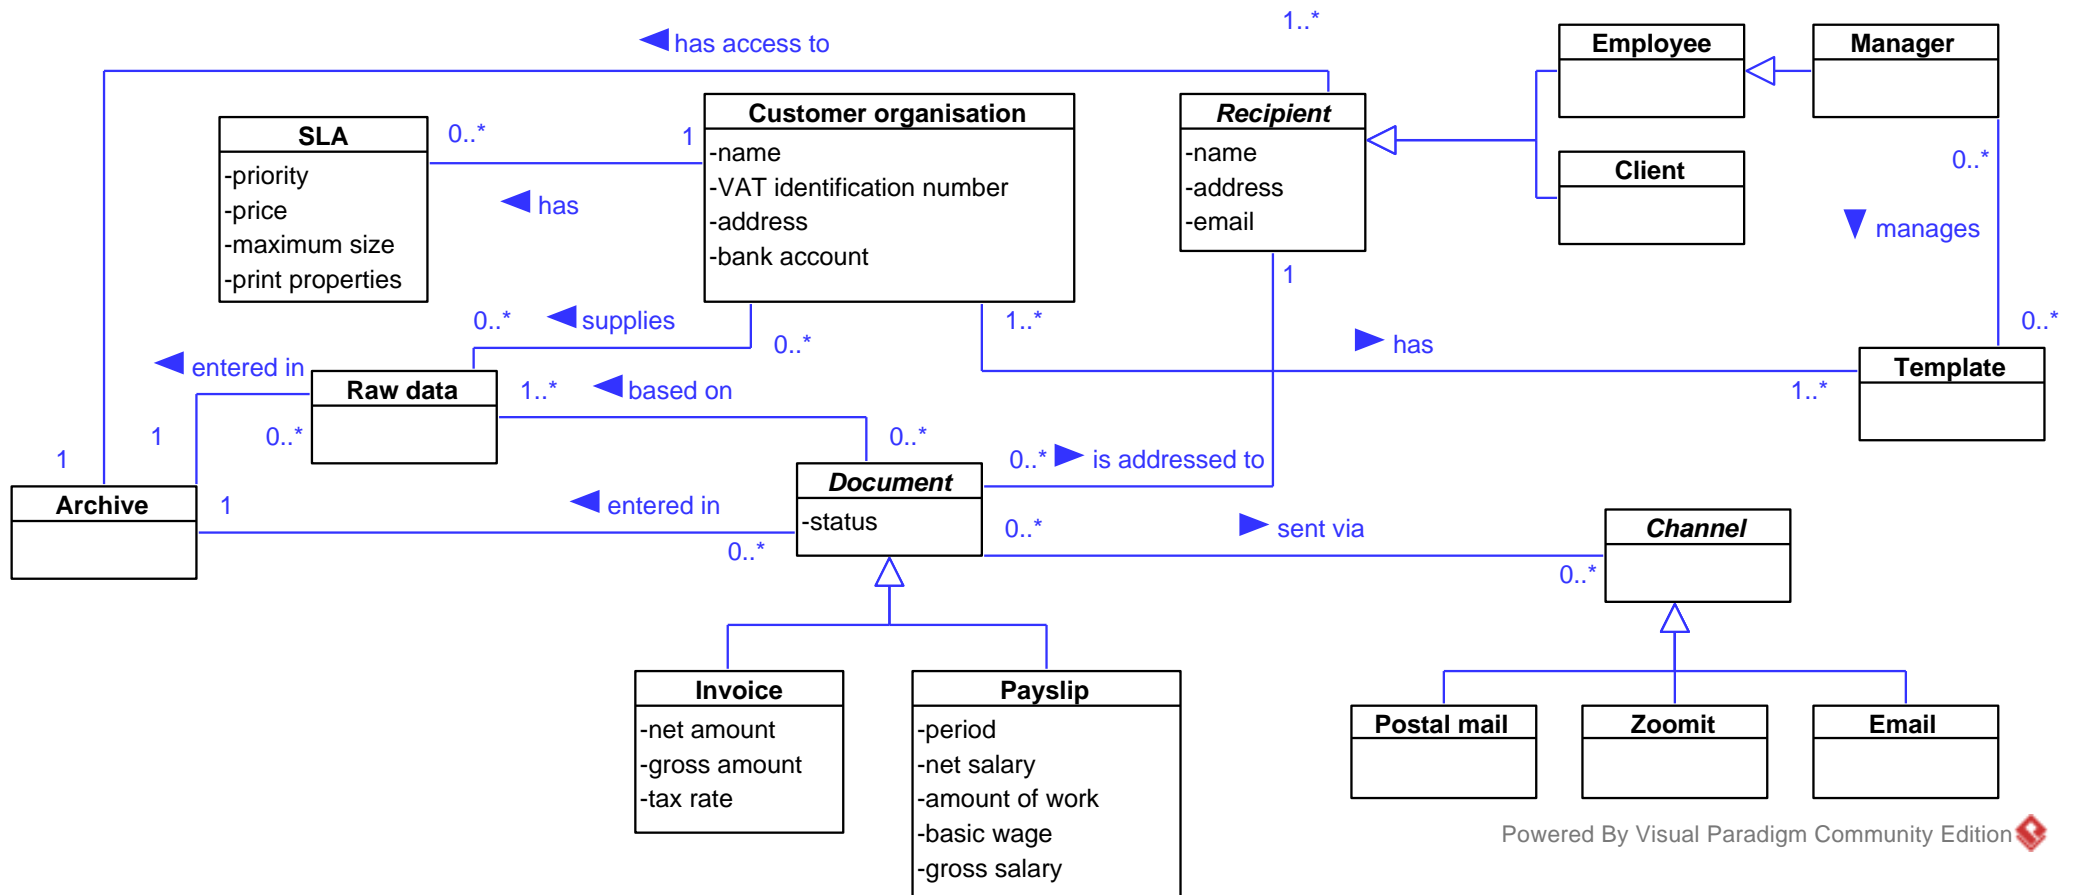 1..*
has access to
Employee
Manager
SLA
-priority
-price
-maximum size
-print properties
0..*
1
has
Customer organisation
-name
-VAT identification number
-address
-bank account
Recipient
-name
-address
-email
Client
0..*
manages
0..*
1
0..*
supplies
0..*
1..*
has
1..*
Template
entered in
Raw data
1
0..*
1..*
based on
0..*
1
Archive
1
entered in
0..*
Document
-status
0..*
is addressed to
0..*
sent via
0..*
Channel
Invoice
-net amount
-gross amount
-tax rate
Payslip
-period
-net salary
-amount of work
-basic wage
-gross salary
Postal mail
Zoomit
Email
Powered By Visual Paradigm Community Edition